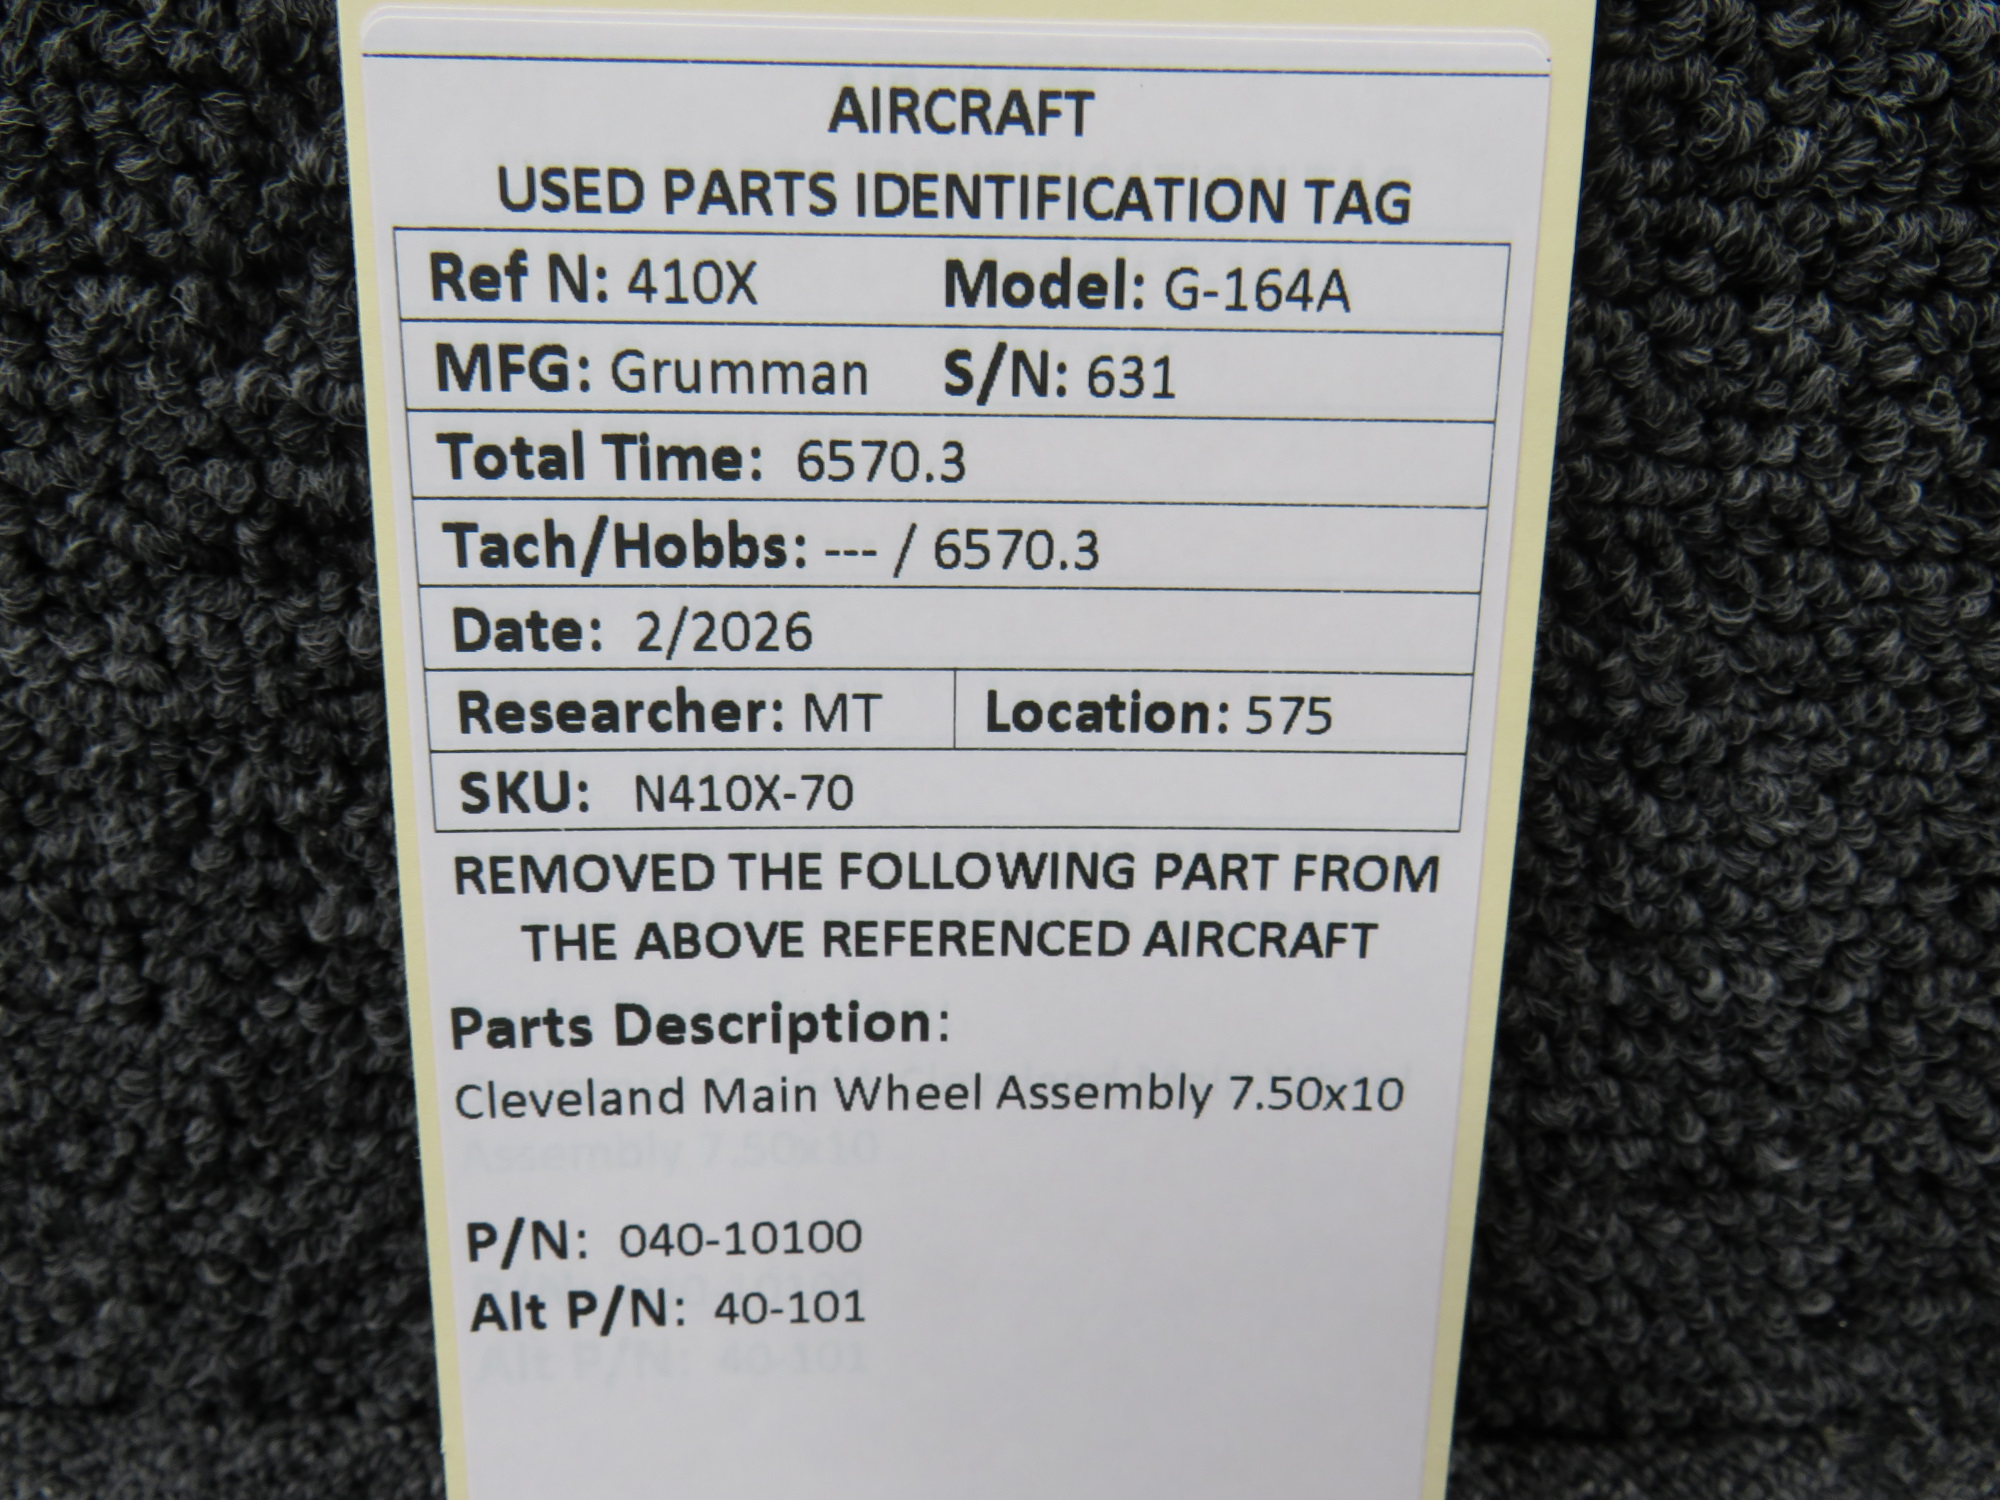 AIRCRAFT
USED PARTS IDENTIFICATION TAG
Ref N: 410X Model: G-164A
MFG: Grumman S/N: 631
Total Time: 6570.3
Tach/Hobbs: --- / 6570.3
Date: 2/2026
Researcher: MT Location: 575
SKU: N410X-70
REMOVED THE FOLLOWING PART FROM
THE ABOVE REFERENCED AIRCRAFT
Parts Description:
Cleveland Main Wheel Assembly 7.50x10
P/N: 040-10100
Alt P/N: 40-101